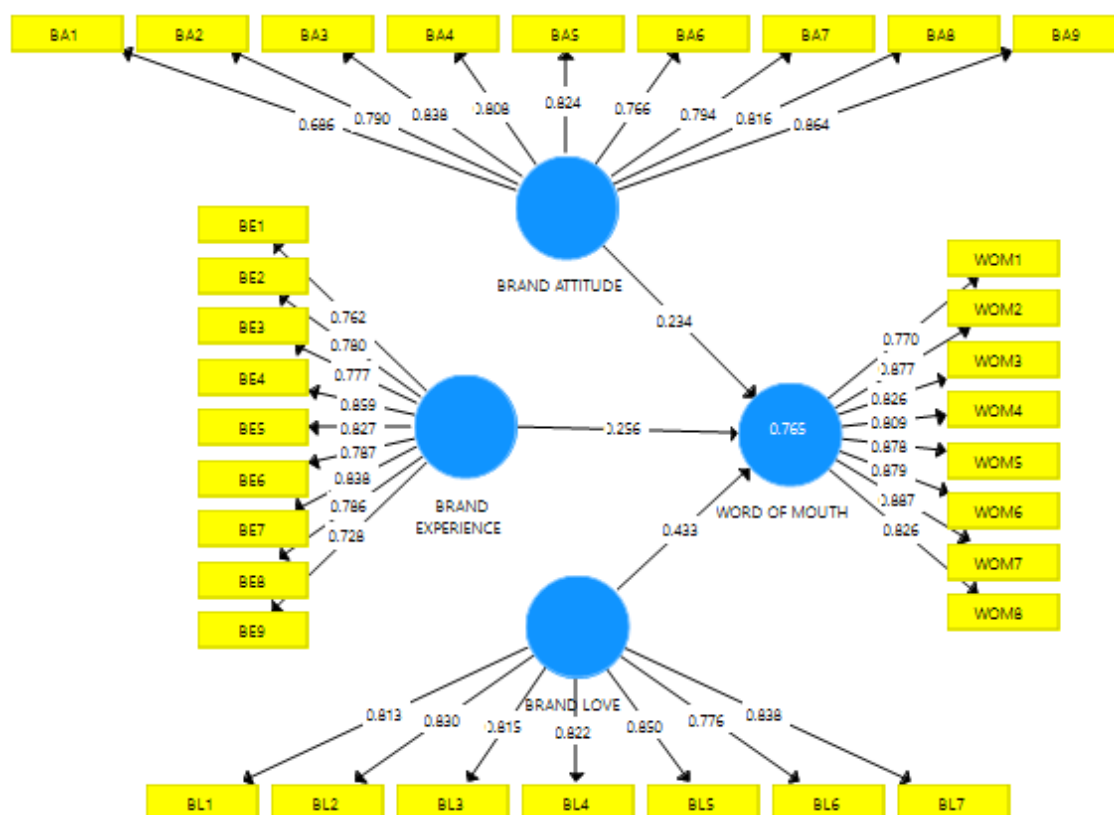 BA1 BA2 BA3 BA4 BA5 BA6 BA7 BA8 BA9
0.686 0.790 0.838 0.808 0.824 0.766 0.794 0.816 0.864
BRAND ATTITUDE
0.234
BE1
BE2
BE3
BE4
BE5
BE6
BE7
BE8
BE9
0.762
0.780
0.777
0.859
0.827
0.787
0.838
0.786
0.728
BRAND
EXPERIENCE
0.256
0.765
WORD OF MOUTH
0.770
0.877
0.826
0.809
0.878
0.879
0.887
0.826
WOM1
WOM2
WOM3
WOM4
WOM5
WOM6
WOM7
WOM8
0.433
BRAND LOVE
0.813 0.830 0.815 0.822 0.850 0.776 0.838
BL1 BL2 BL3 BL4 BL5 BL6 BL7